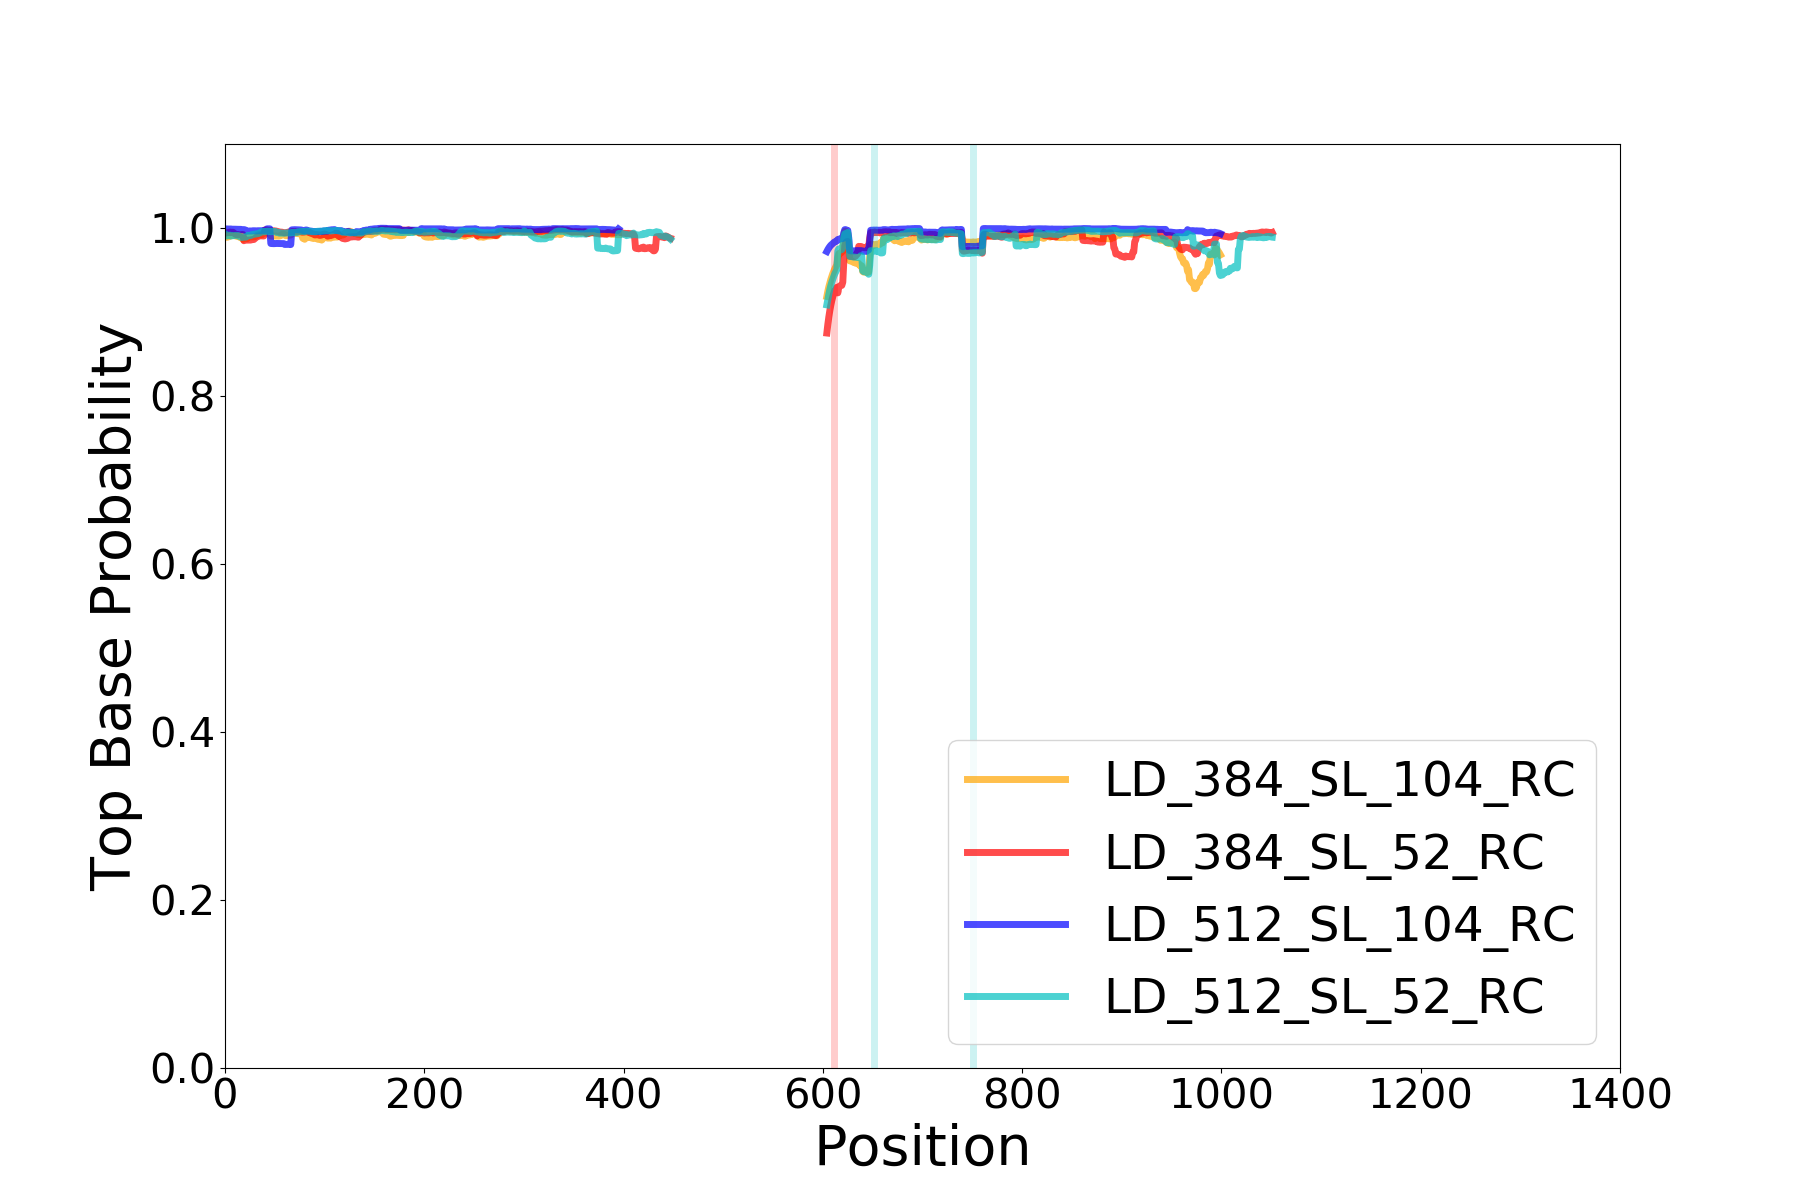 Top Base Probability
1.0
0.8
0.6
0.4
0.2
0.0
LD_384_SL_104_RC
LD_384_SL_52_RC
LD_512_SL_104_RC
LD_512_SL_52_RC
0 200 400 600 800 1000 1200 1400
Position